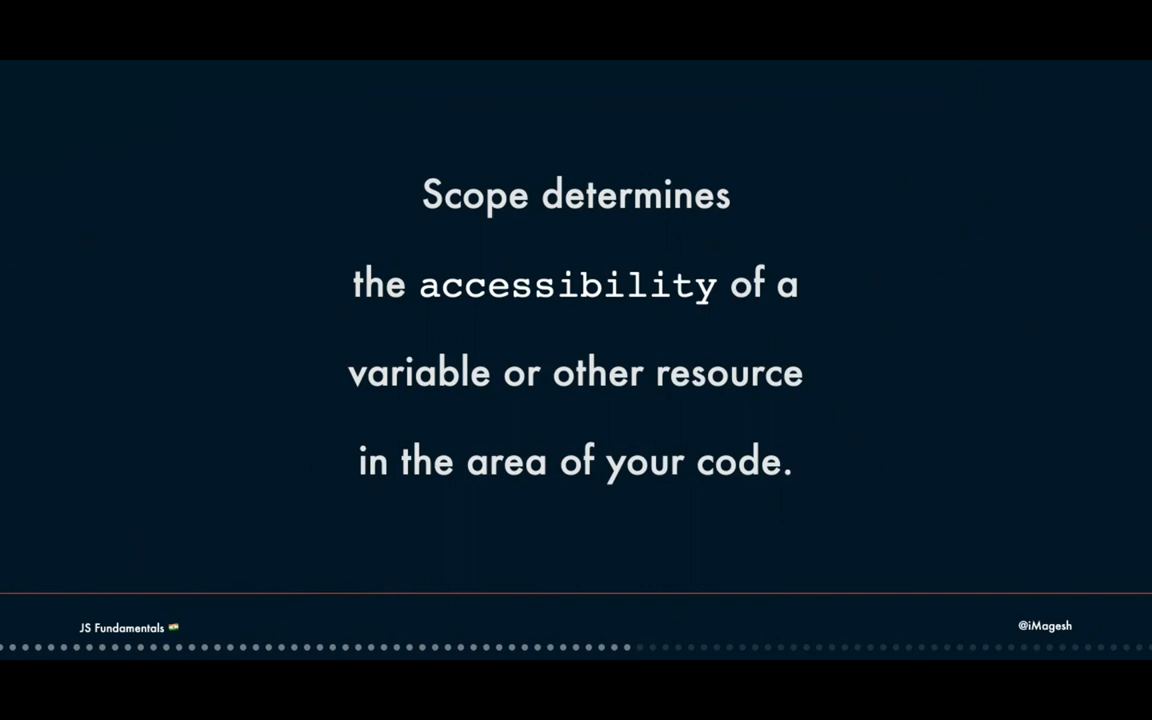 Scope determines
the accessibility of a
variable or other resource
in the area of your code.
JS Fundamentals 🇮🇳
@iMagesh